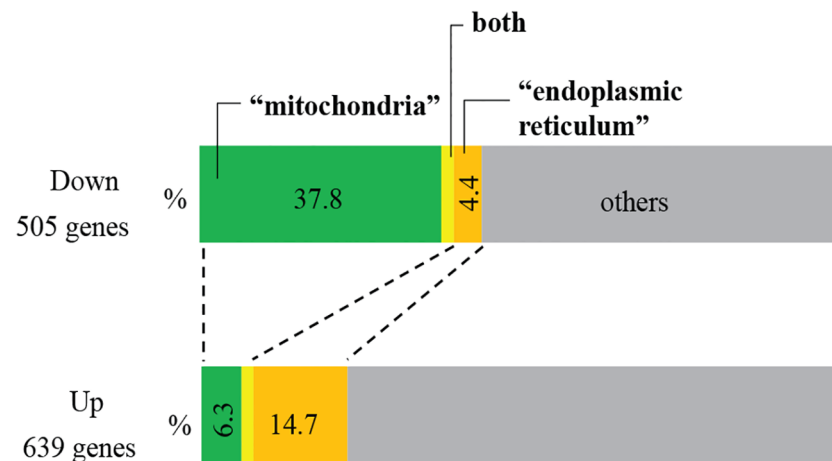 both
“mitochondria”
“endoplasmic
reticulum”
Down
505 genes
%
37.8
4.4
others
Up
639 genes
%
6.3
14.7